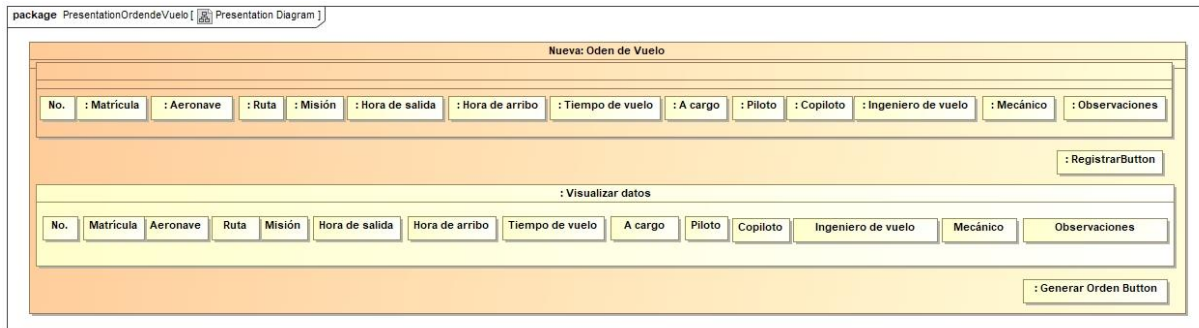 package PresentationOrdendeVuelo [ Presentation Diagram ]
Nueva: Oden de Vuelo
No. : Matrícula : Aeronave : Ruta : Misión : Hora de salida : Hora de arribo : Tiempo de vuelo : A cargo : Piloto : Copiloto : Ingeniero de vuelo : Mecánico : Observaciones
: RegistrarButton
: Visualizar datos
No. Matrícula Aeronave Ruta Misión Hora de salida Hora de arribo Tiempo de vuelo A cargo Piloto Copiloto Ingeniero de vuelo Mecánico Observaciones
: Generar Orden Button